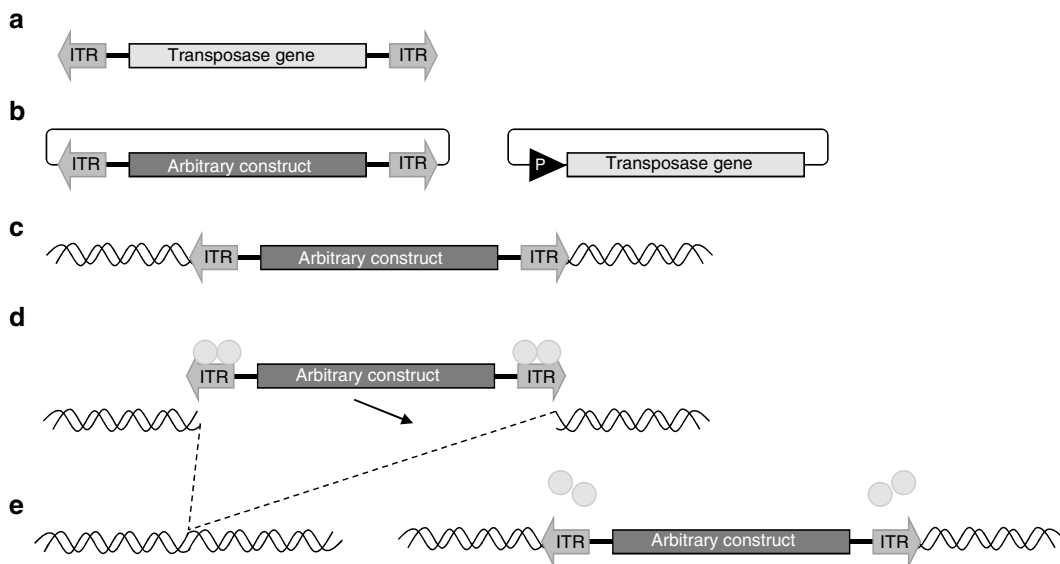 a
ITR Transposase gene ITR
b
ITR Arbitrary construct ITR P Transposase gene
c
ITR Arbitrary construct ITR
d
ITR Arbitrary construct ITR
e
ITR Arbitrary construct ITR